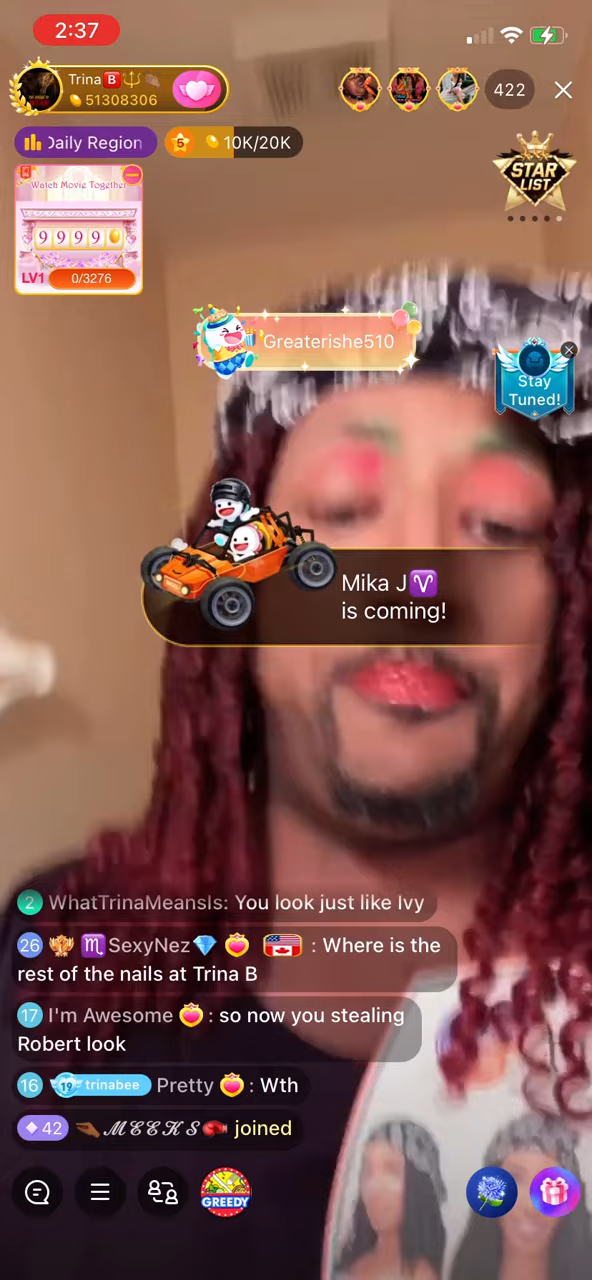 2:37
Trina🅱️🔱
51308306
422
Daily Region
5
10K/20K
STAR
LIST
Watch Movie Together
9 9 9 9
LV1
0/3276
Greaterishe510
Stay
Tuned!
Mika J♈
is coming!
2 WhatTrinaMeansIs: You look just like Ivy
26 ♏SexyNez💎 : Where is the
rest of the nails at Trina B
17 I'm Awesome : so now you stealing
Robert look
16 19 trinabee Pretty : Wth
42 ℳℰℰ𝒦𝒮🥊 joined
GREEDY